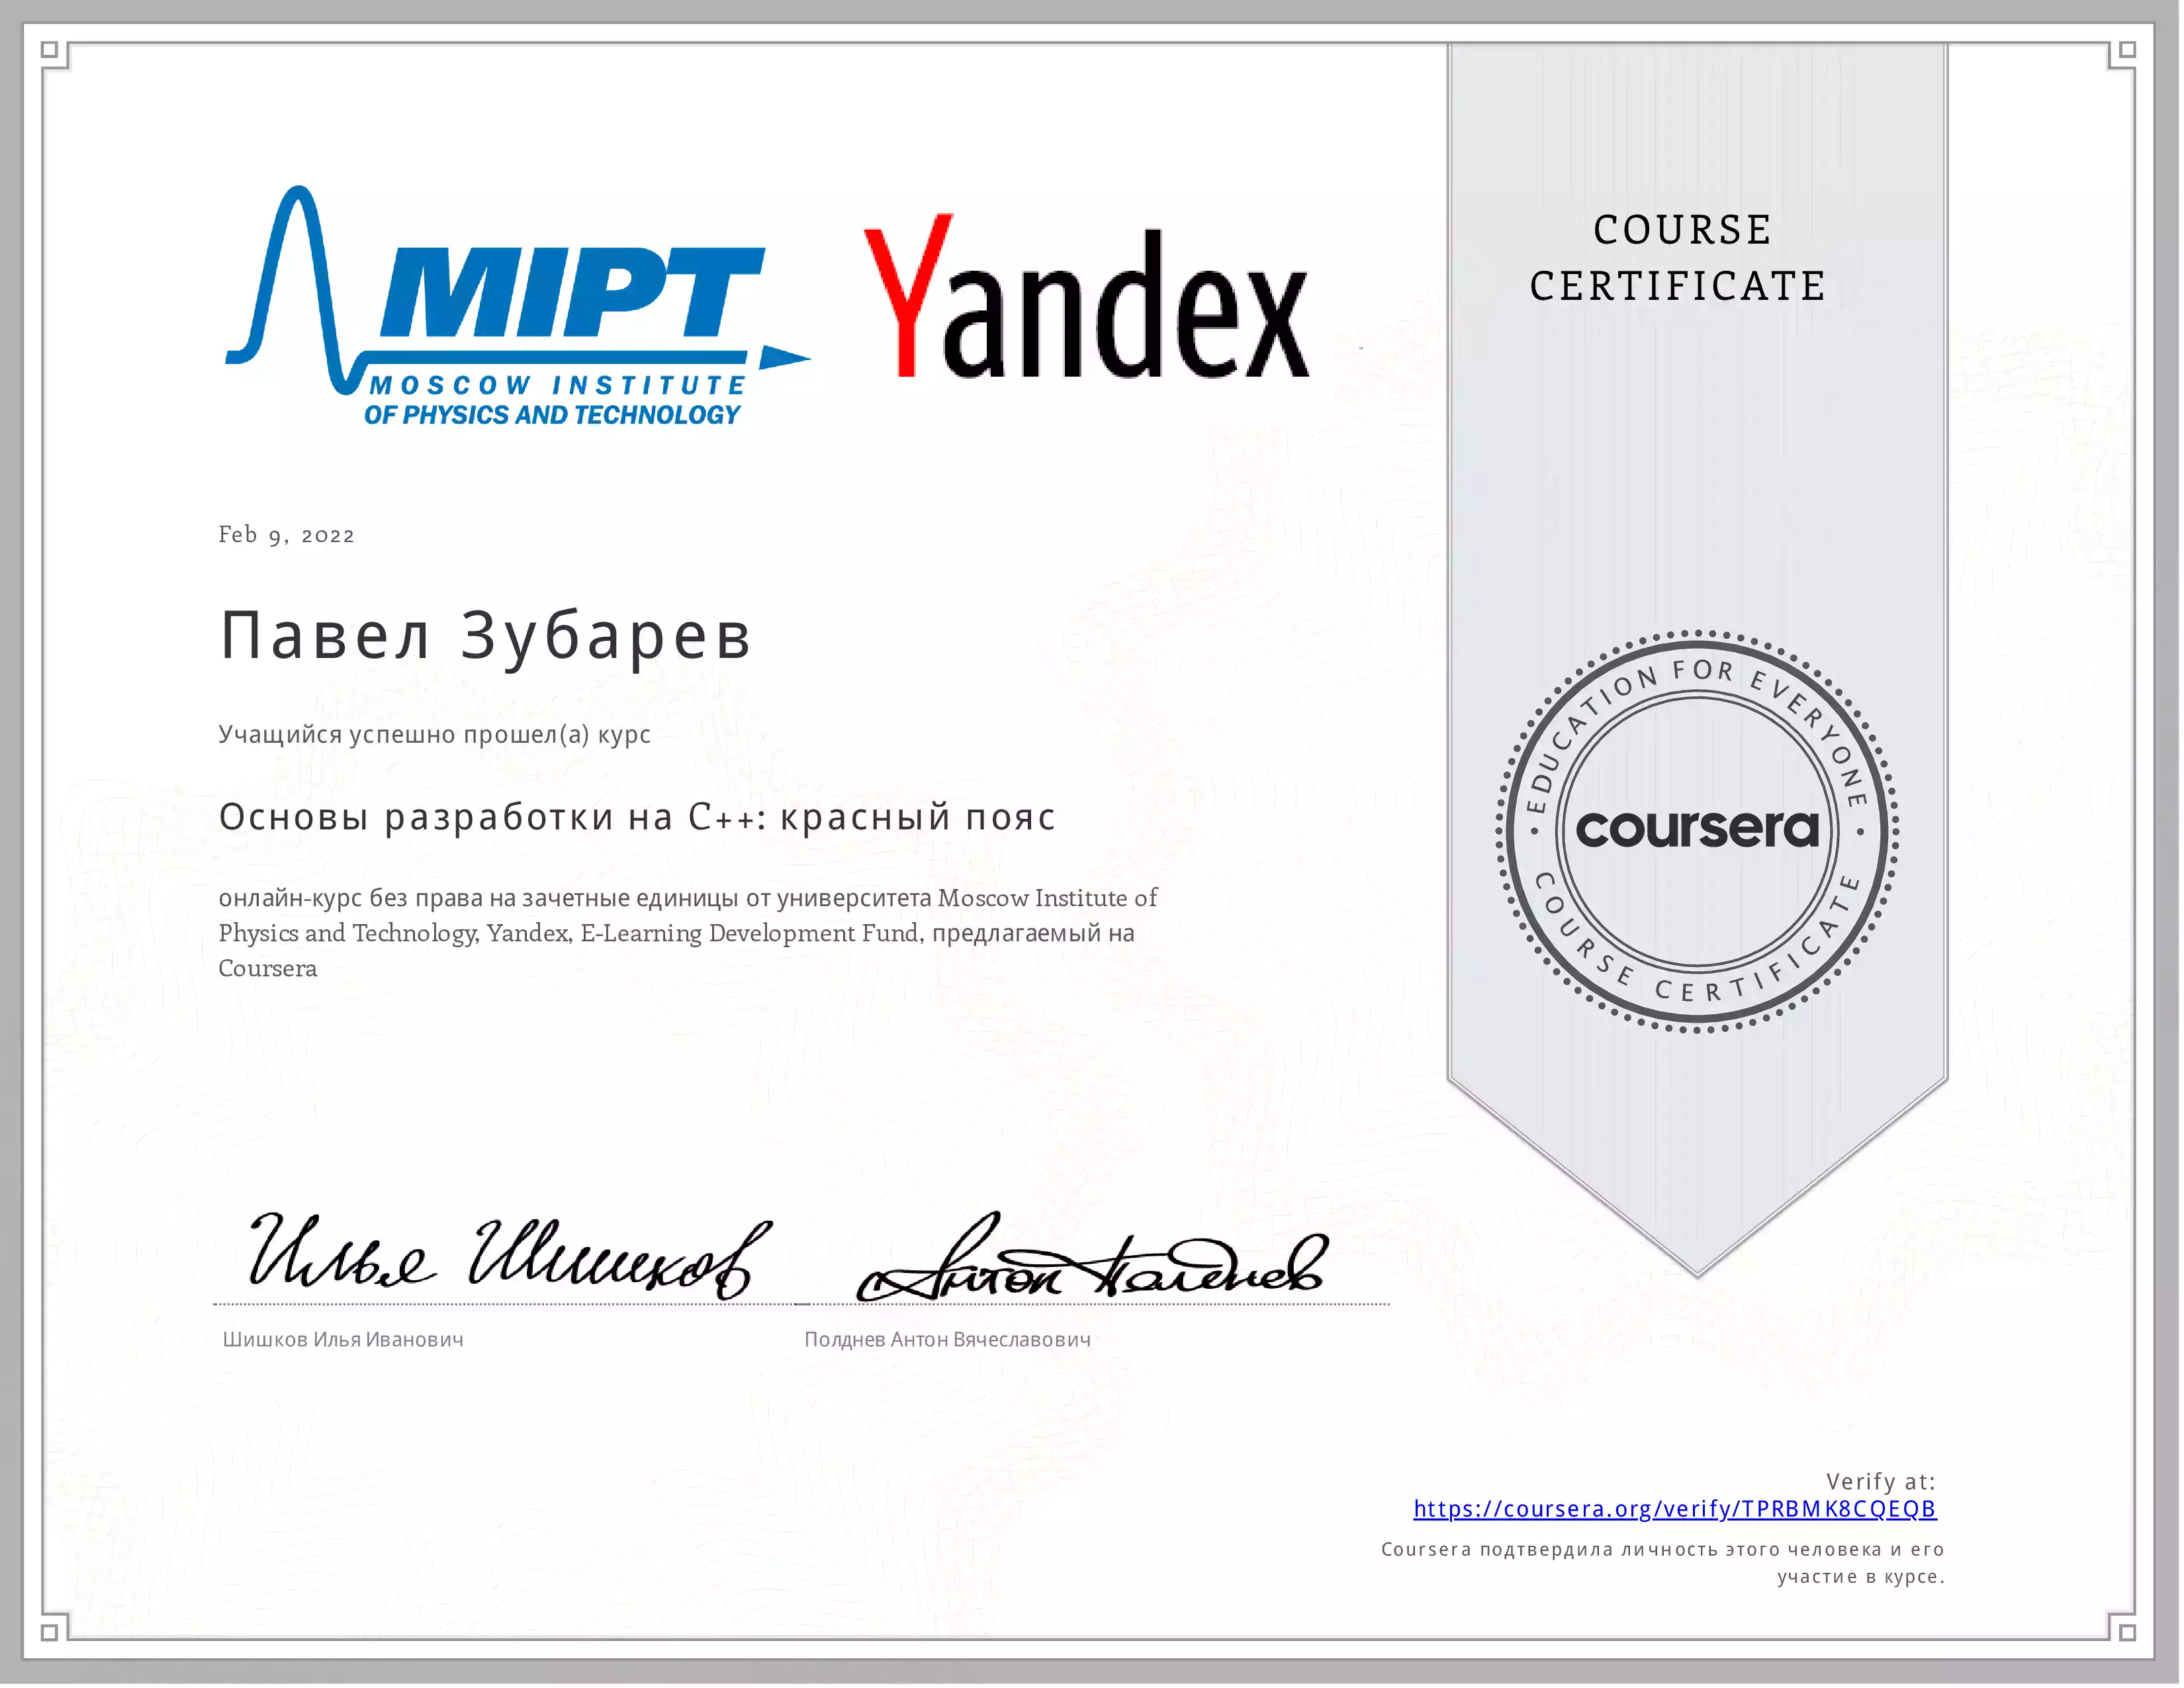 MIPT
MOSCOW INSTITUTE
OF PHYSICS AND TECHNOLOGY
Yandex
COURSE
CERTIFICATE
Feb 9, 2022
Павел Зубарев
Учащийся успешно прошел(а) курс
Основы разработки на C++: красный пояс
онлайн-курс без права на зачетные единицы от университета Moscow Institute of
Physics and Technology, Yandex, E-Learning Development Fund, предлагаемый на
Coursera
EDUCATION FOR EVERYONE
coursera
COURSE CERTIFICATE
Илья Шишков
Антон Полднев
Шишков Илья Иванович
Полднев Антон Вячеславович
Verify at:
https://coursera.org/verify/TPRBMK8CQEQB
Coursera подтвердила личность этого человека и его
участие в курсе.